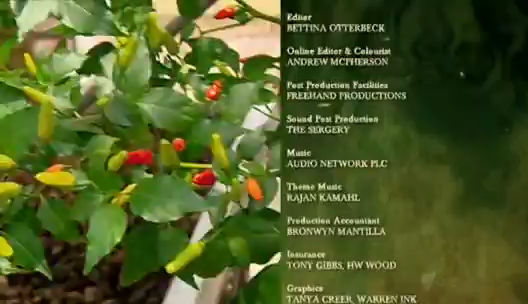 Editor
BETTINA OTTERBECK
Online Editor & Colourist
ANDREW MCPHERSON
Post Production Facilities
FREEHAND PRODUCTIONS
Sound Post Production
THE SERGERY
Music
AUDIO NETWORK PLC
Theme Music
RAJAN KAMAHL
Production Accountant
BRONWYN MANTILLA
Insurance
TONY GIBBS, HW WOOD
Graphics
TANYA CREER, WARREN INK